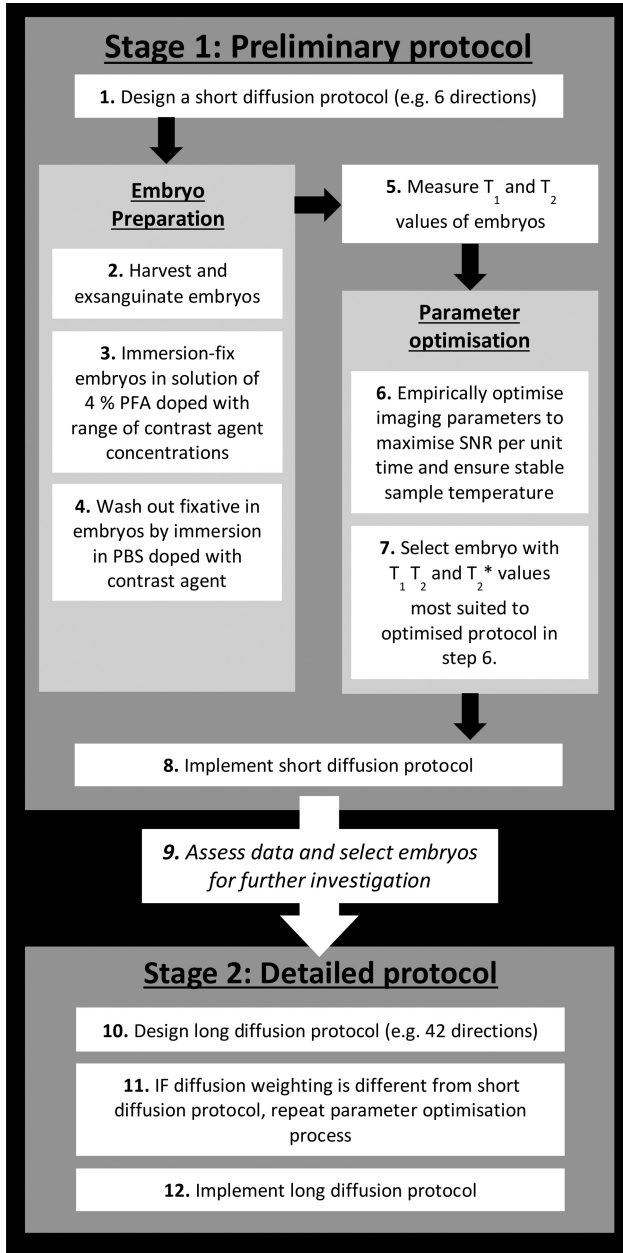 Stage 1: Preliminary protocol
1. Design a short diffusion protocol (e.g. 6 directions)
Embryo
Preparation
2. Harvest and
exsanguinate embryos
3. Immersion-fix
embryos in solution of
4 % PFA doped with
range of contrast agent
concentrations
4. Wash out fixative in
embryos by immersion
in PBS doped with
contrast agent
5. Measure T1 and T2
values of embryos
Parameter
optimisation
6. Empirically optimise
imaging parameters to
maximise SNR per unit
time and ensure stable
sample temperature
7. Select embryo with
T1 T2 and T2* values
most suited to
optimised protocol in
step 6.
8. Implement short diffusion protocol
9. Assess data and select embryos
for further investigation
Stage 2: Detailed protocol
10. Design long diffusion protocol (e.g. 42 directions)
11. IF diffusion weighting is different from short
diffusion protocol, repeat parameter optimisation
process
12. Implement long diffusion protocol